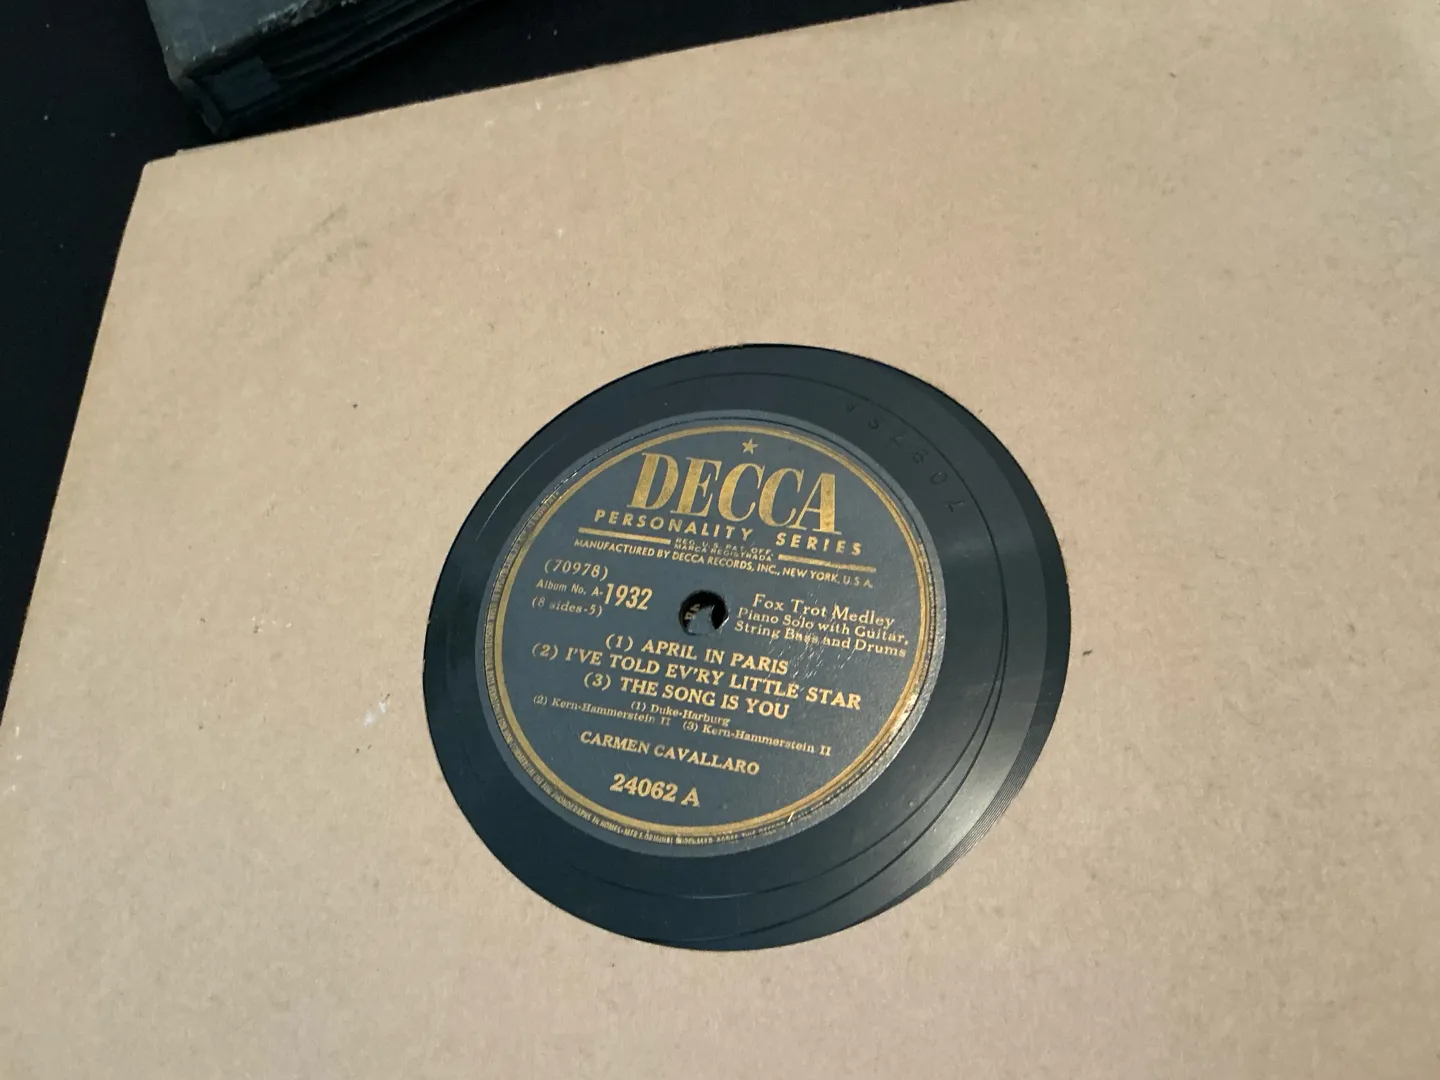 DECCA
PERSONALITY SERIES
REG. U.S. PAT. OFF.
MARCA REGISTRADA
MANUFACTURED BY DECCA RECORDS, INC., NEW YORK, U.S.A.
(70978)
Album No. A-1932
(8 sides-5)
Fox Trot Medley
Piano Solo with Guitar,
String Bass and Drums
(1) APRIL IN PARIS
(2) I'VE TOLD EV'RY LITTLE STAR
(3) THE SONG IS YOU
(1) Duke-Harburg
(2) Kern-Hammerstein II (3) Kern-Hammerstein II
CARMEN CAVALLARO
24062 A